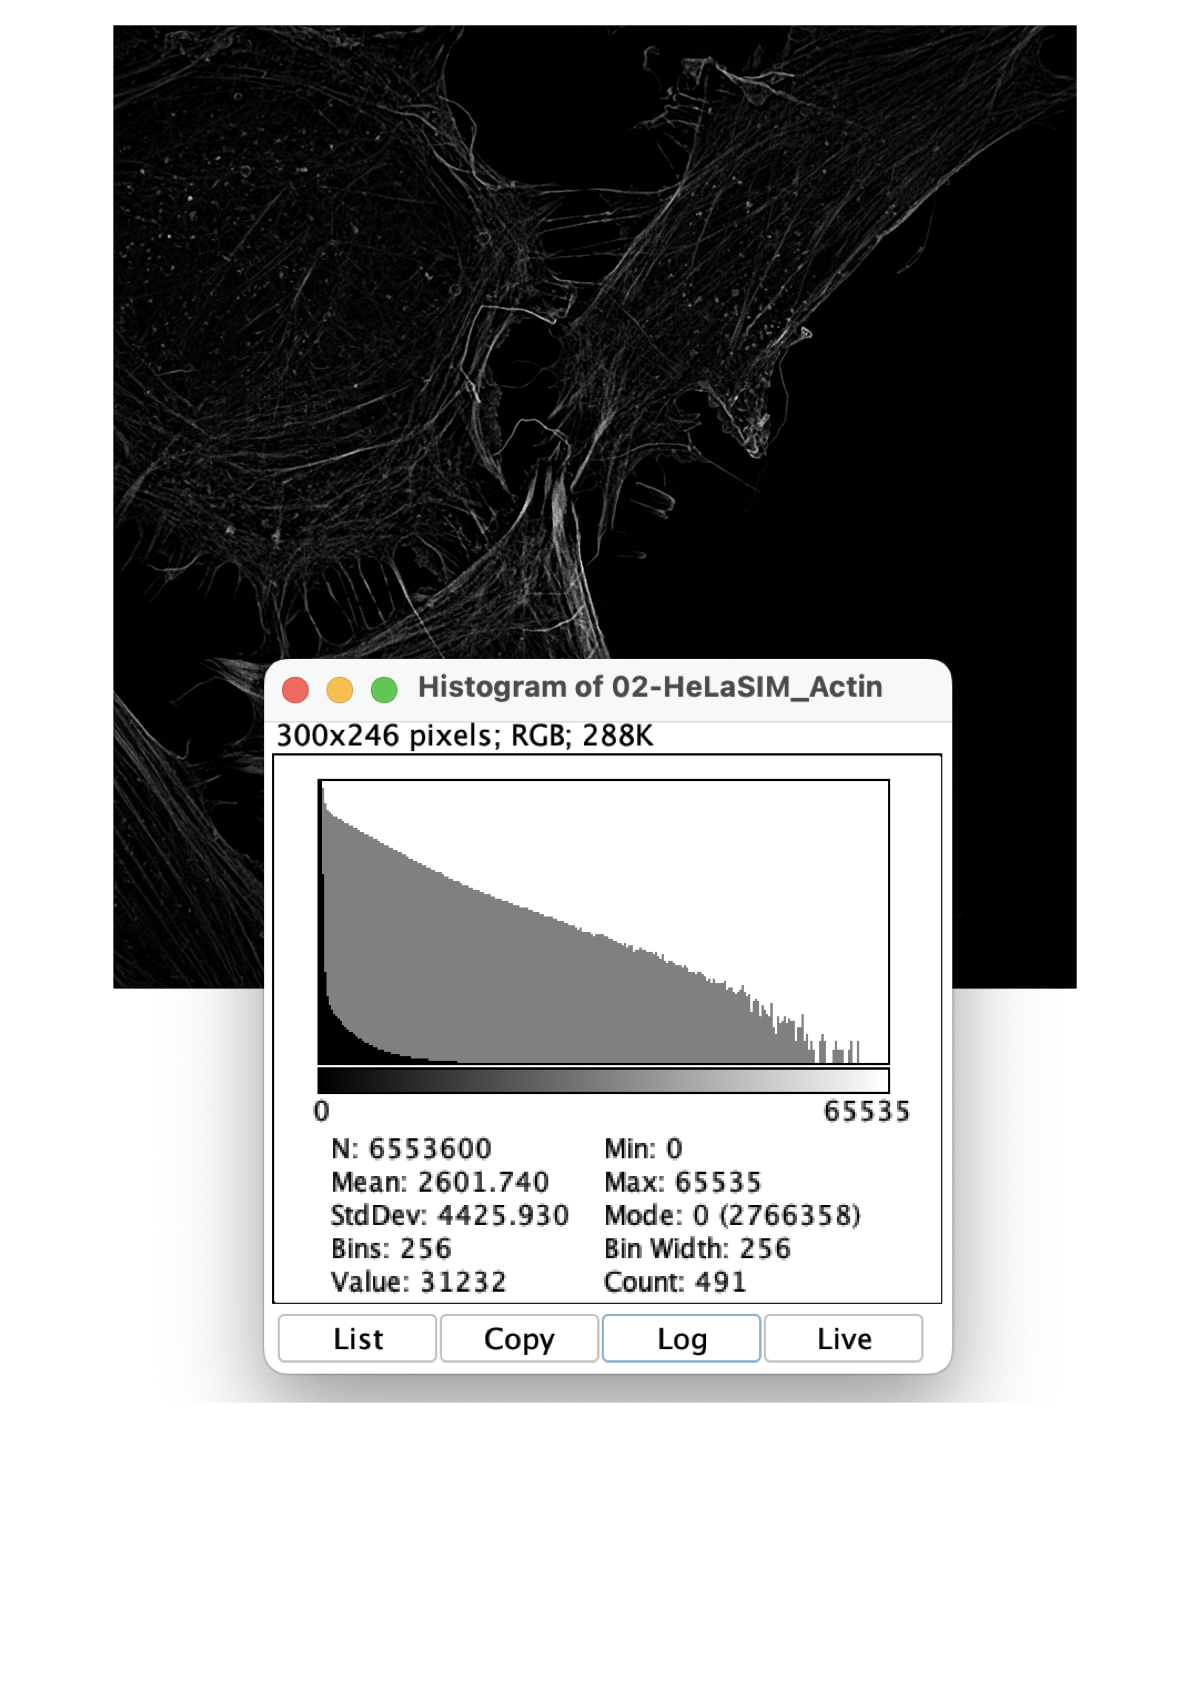 Histogram of 02-HeLaSIM_Actin
300x246 pixels; RGB; 288K
0 65535
N: 6553600 Min: 0
Mean: 2601.740 Max: 65535
StdDev: 4425.930 Mode: 0 (2766358)
Bins: 256 Bin Width: 256
Value: 31232 Count: 491
List Copy Log Live